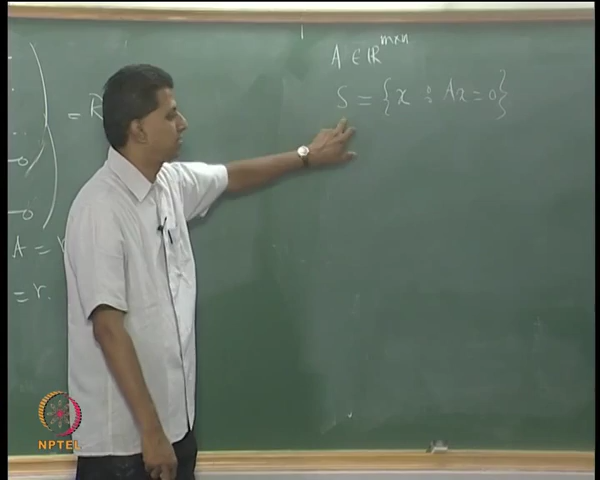 A ∈ ℝ^{m×n}
S = {x : Ax = 0}
= R
A =
= r.
NPTEL